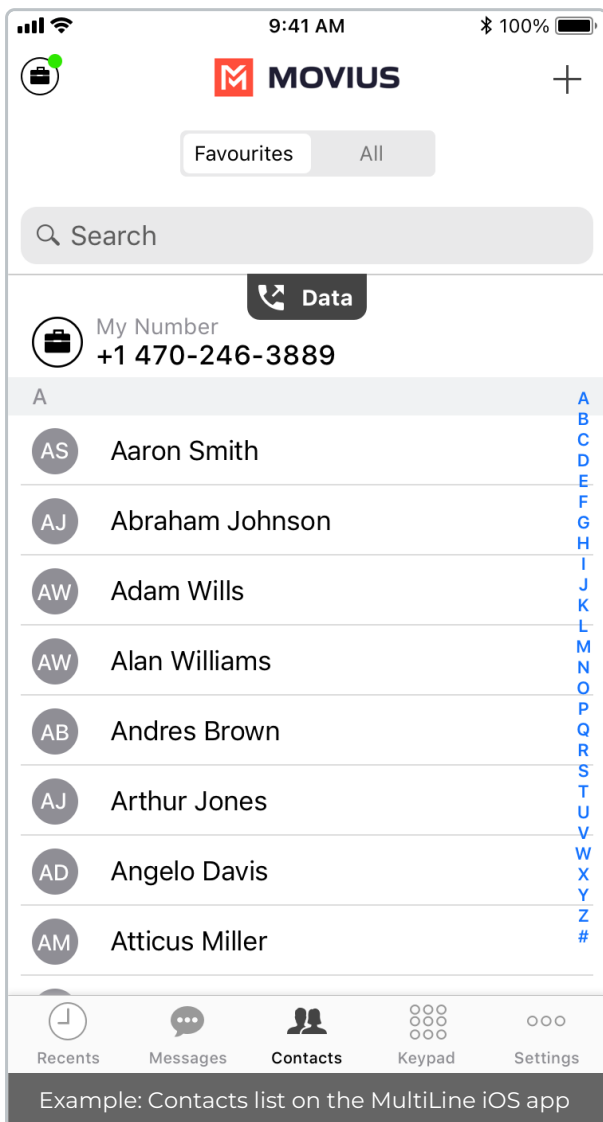 9:41 AM
100%
MOVIUS
Favourites All
Search
Data
My Number
+1 470-246-3889
A
AS Aaron Smith
AJ Abraham Johnson
AW Adam Wills
AW Alan Williams
AB Andres Brown
AJ Arthur Jones
AD Angelo Davis
AM Atticus Miller
A
B
C
D
E
F
G
H
I
J
K
L
M
N
O
P
Q
R
S
T
U
V
W
X
Y
Z
#
Recents Messages Contacts Keypad Settings
Example: Contacts list on the MultiLine iOS app